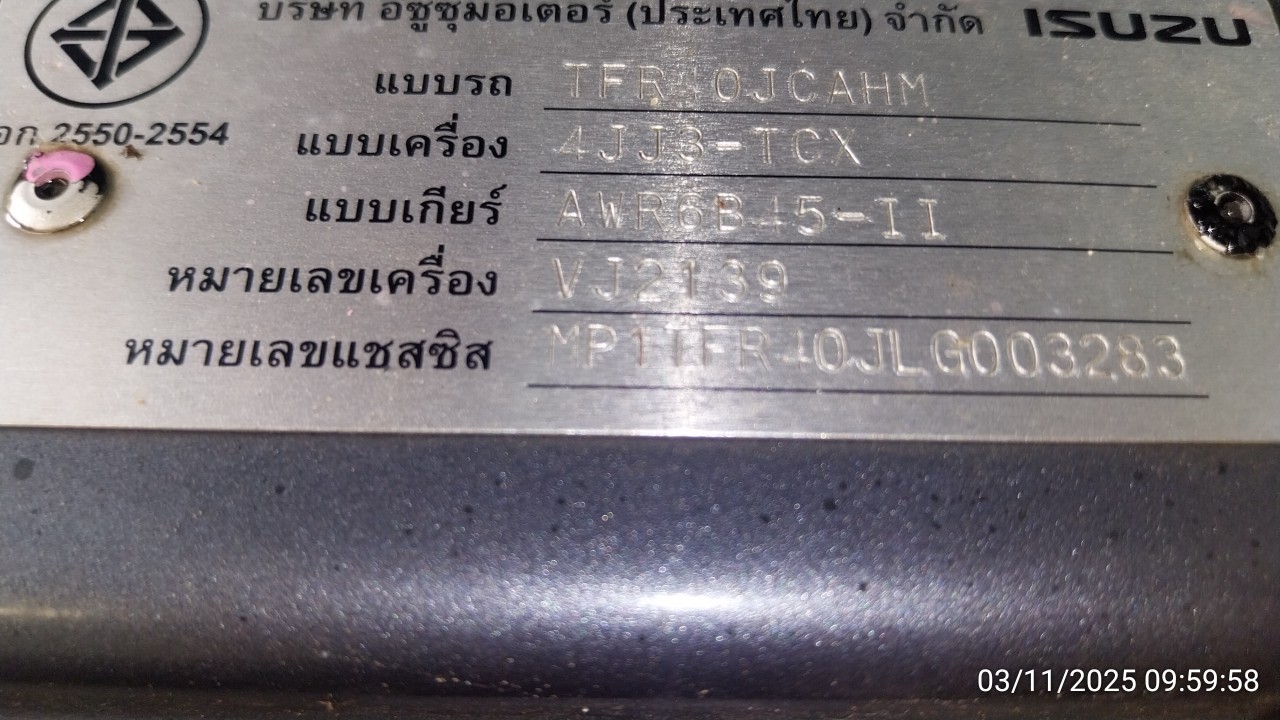 บริษัท อีซูซุมอเตอร์ (ประเทศไทย) จำกัด ISUZU
แบบรถ TFR40JCAHM
มอก.2550-2554
แบบเครื่อง 4JJ3-TCX
แบบเกียร์ AWR6B45-II
หมายเลขเครื่อง VJ2139
หมายเลขแชสซิส MP1TFR40JLG003283
03/11/2025 09:59:58